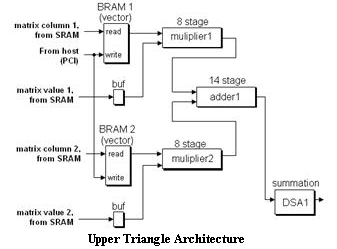 BRAM 1
(vector)
8 stage
matrix column 1,
from SRAM
read
muliplier1
From host
(PCI)
write
buf
14 stage
matrix value 1,
from SRAM
adder1
BRAM 2
(vector)
8 stage
matrix column 2,
from SRAM
read
muliplier2
write
summation
buf
DSA1
matrix value 2,
from SRAM
Upper Triangle Architecture